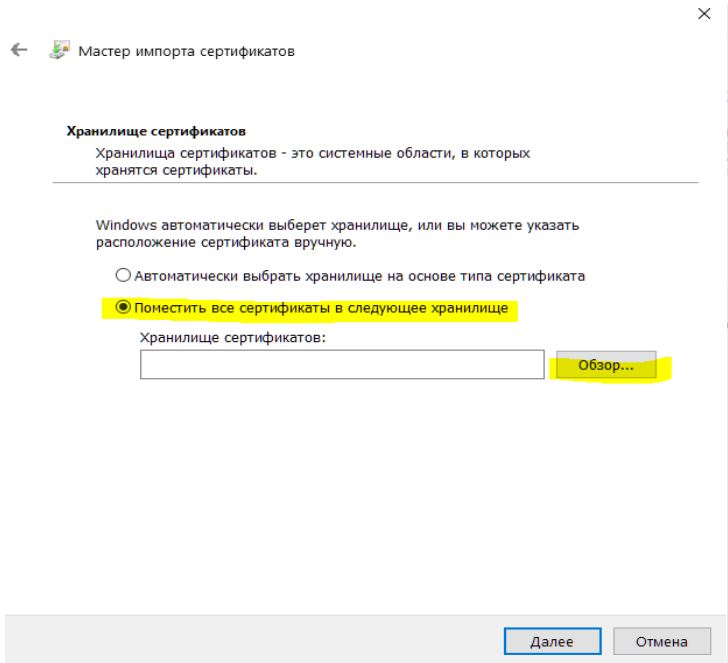 Мастер импорта сертификатов
Хранилище сертификатов
Хранилища сертификатов - это системные области, в которых
хранятся сертификаты.
Windows автоматически выберет хранилище, или вы можете указать
расположение сертификата вручную.
Автоматически выбрать хранилище на основе типа сертификата
Поместить все сертификаты в следующее хранилище
Хранилище сертификатов:
Обзор...
Далее
Отмена